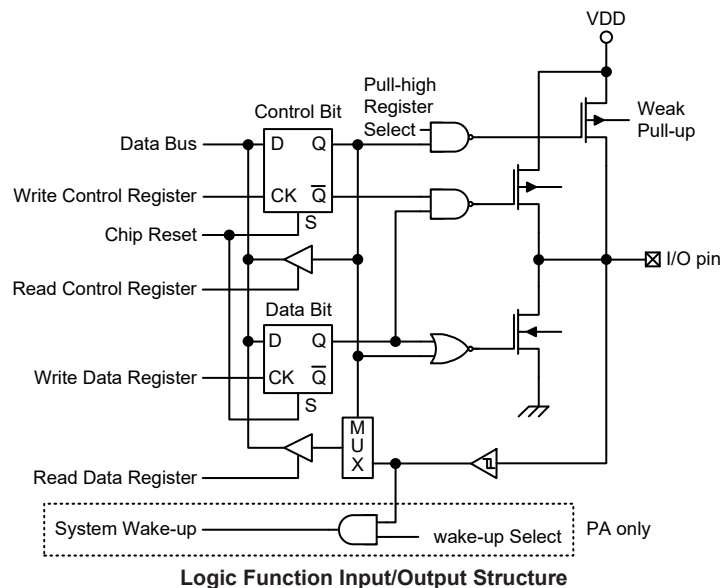 VDD
Pull-high
Register
Select
Weak
Pull-up
Control Bit
Data Bus
D Q
Write Control Register
CK Q
S
Chip Reset
I/O pin
Read Control Register
Data Bit
D Q
Write Data Register
CK Q
S
M
U
X
Read Data Register
System Wake-up
wake-up Select
PA only
Logic Function Input/Output Structure